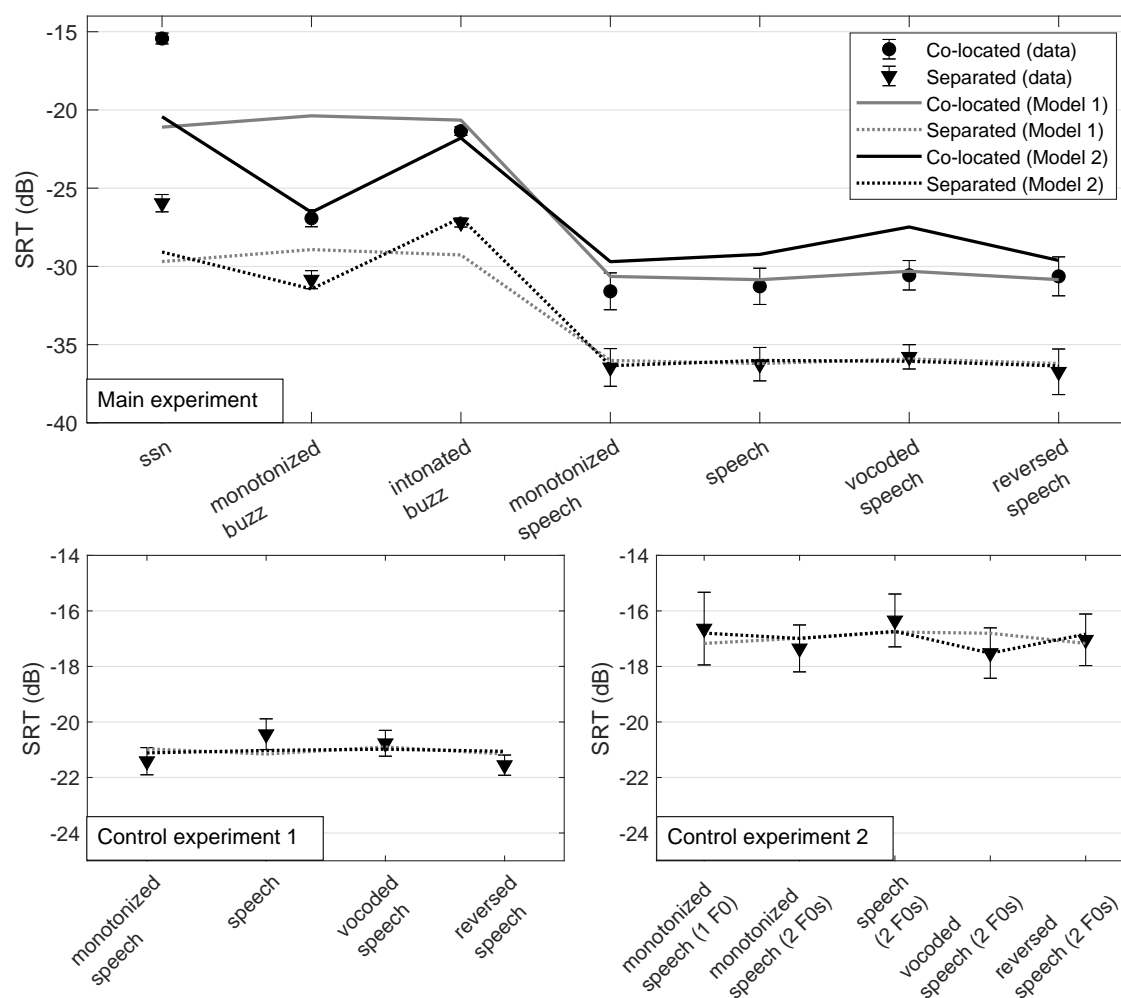 -15
-20
-25
-30
-35
-40
SRT (dB)
Co-located (data)
Separated (data)
Co-located (Model 1)
Separated (Model 1)
Co-located (Model 2)
Separated (Model 2)
Main experiment
ssn
monotonized
buzz
intonated
buzz
monotonized
speech
speech
vocoded
speech
reversed
speech
-14
-16
-18
-20
-22
-24
SRT (dB)
Control experiment 1
monotonized
speech
speech
vocoded
speech
reversed
speech
-14
-16
-18
-20
-22
-24
SRT (dB)
Control experiment 2
monotonized
speech (1 F0)
monotonized
speech (2 F0s)
speech
(2 F0s)
vocoded
speech (2 F0s)
reversed
speech (2 F0s)